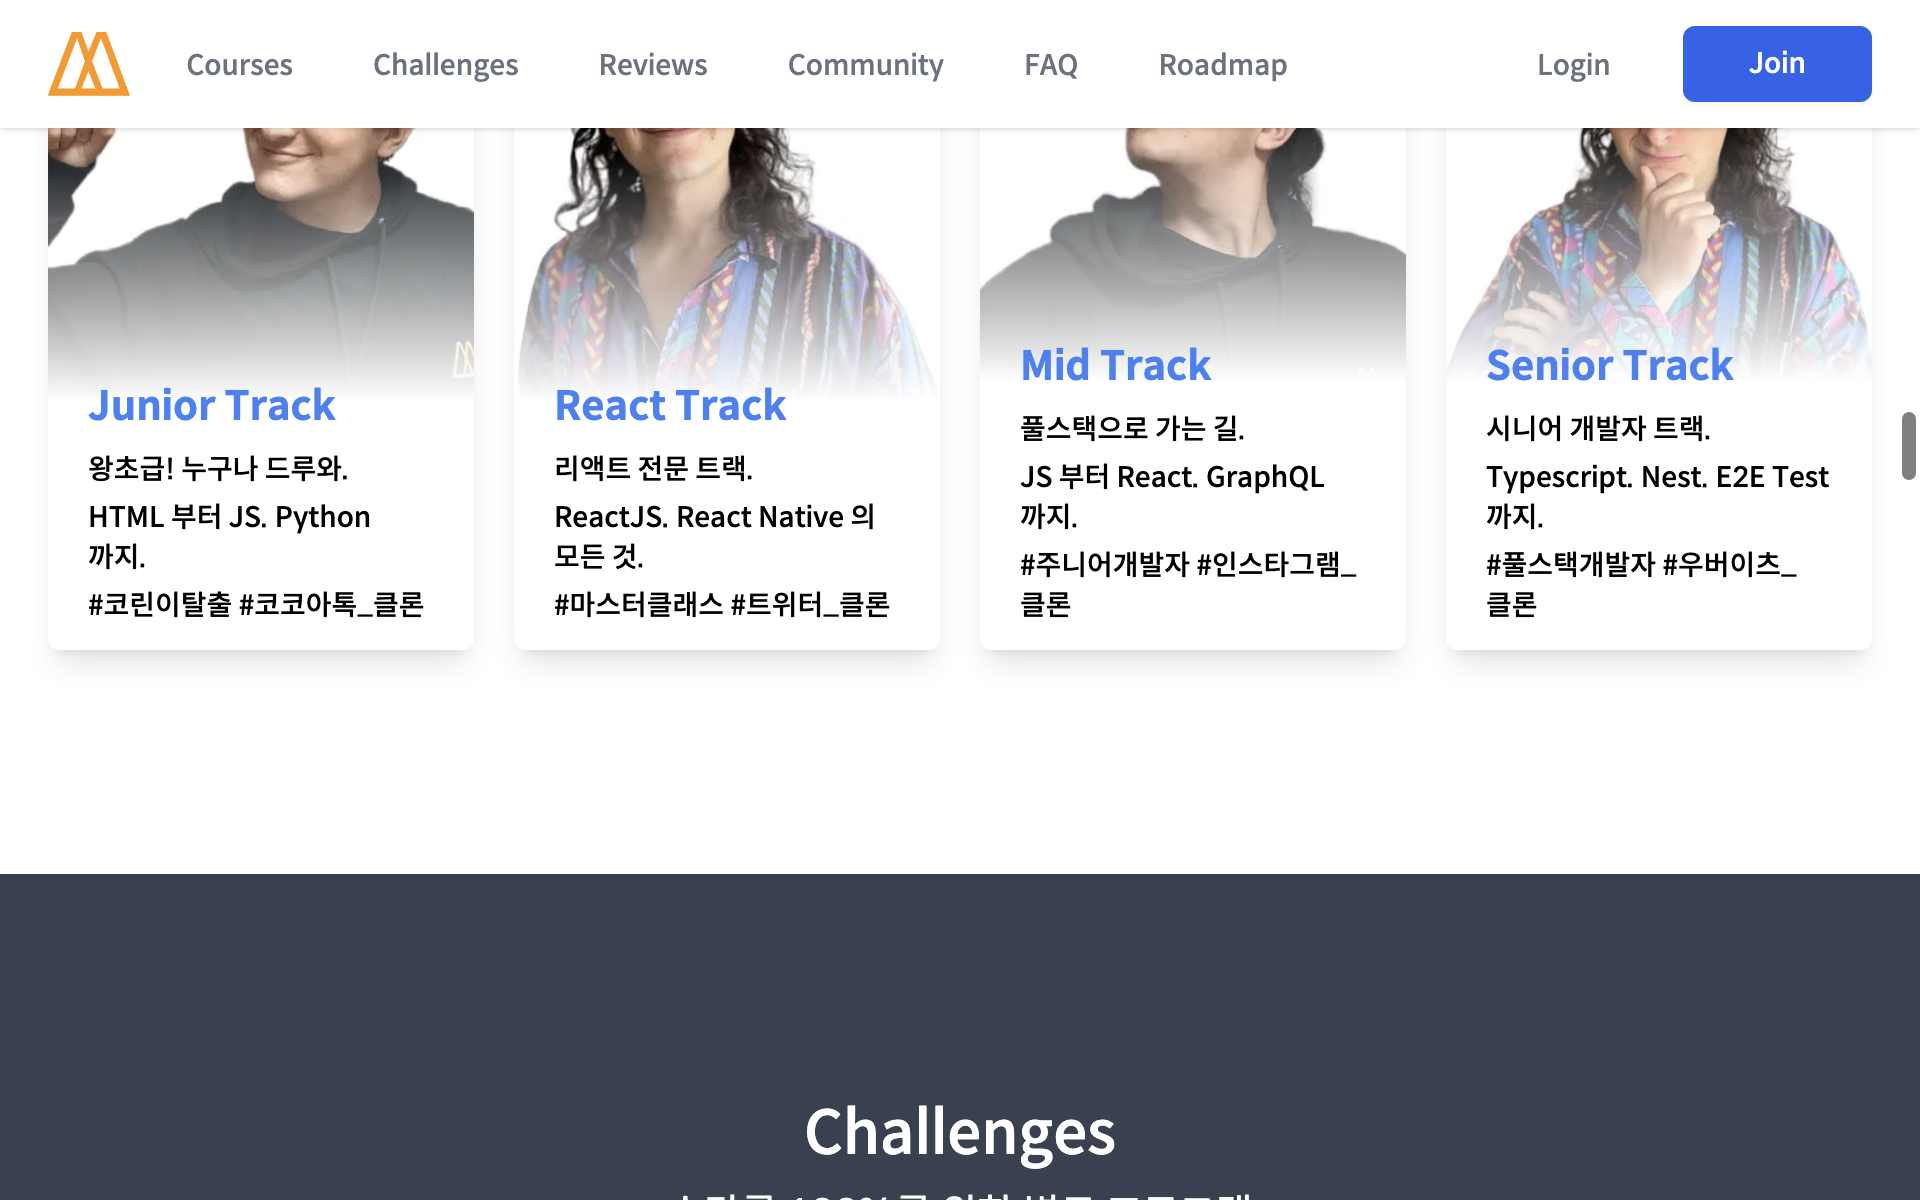 Courses
Challenges
Reviews
Community
FAQ
Roadmap
Login
Join
Junior Track
왕초급! 누구나 드루와.
HTML 부터 JS. Python
까지.
#코린이탈출 #코코아톡_클론
React Track
리액트 전문 트랙.
ReactJS. React Native 의
모든 것.
#마스터클래스 #트위터_클론
Mid Track
풀스택으로 가는 길.
JS 부터 React. GraphQL
까지.
#주니어개발자 #인스타그램_
클론
Senior Track
시니어 개발자 트랙.
Typescript. Nest. E2E Test
까지.
#풀스택개발자 #우버이츠_
클론
Challenges